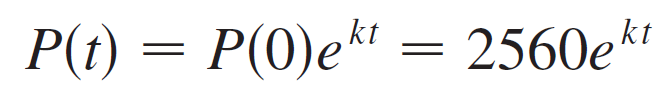 P(t) = P(0)e^{kt} = 2560e^{kt}